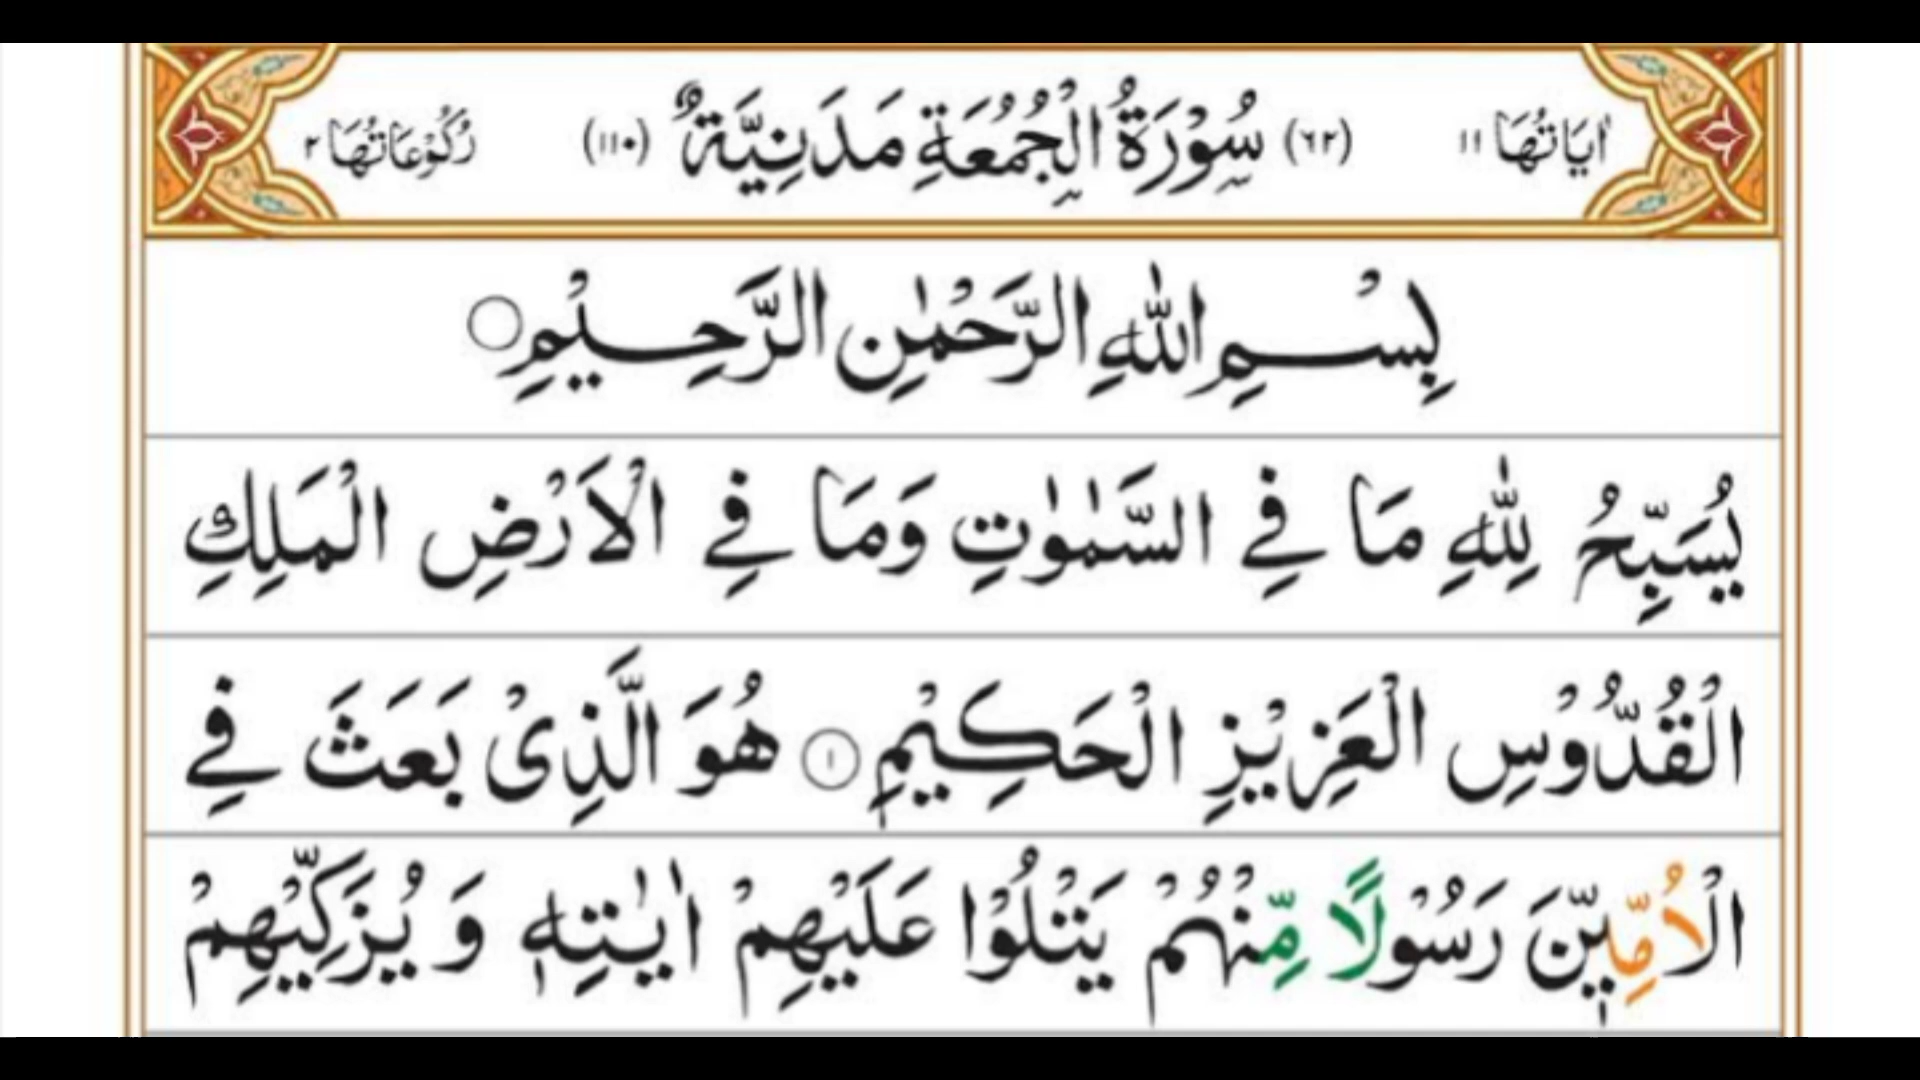 اٰيَاتُهَا ١١ (٦٢) سُوْرَةُ الْجُمُعَةِ مَدَنِيَّةٌ (١١٠) رُكُوْعَاتُهَا ٢
بِسْمِ اللّٰهِ الرَّحْمٰنِ الرَّحِيْمِ
يُسَبِّحُ لِلّٰهِ مَا فِي السَّمٰوٰتِ وَمَا فِي الْاَرْضِ الْمَلِكِ
الْقُدُّوْسِ الْعَزِيْزِ الْحَكِيْمِ ١ هُوَ الَّذِىْ بَعَثَ فِي
الْاُمِّيّٖنَ رَسُوْلًا مِّنْهُمْ يَتْلُوْا عَلَيْهِمْ اٰيٰتِهٖ وَ يُزَكِّيْهِمْ